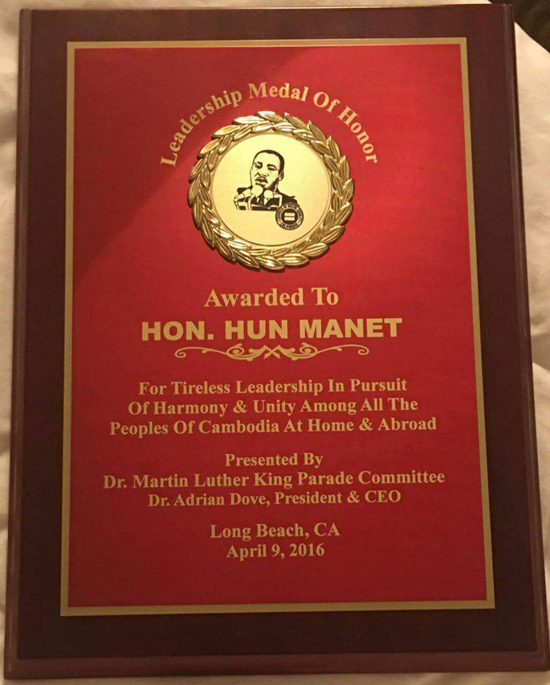 Leadership Medal Of Honor
Awarded To
HON. HUN MANET
For Tireless Leadership In Pursuit
Of Harmony & Unity Among All The
Peoples Of Cambodia At Home & Abroad
Presented By
Dr. Martin Luther King Parade Committee
Dr. Adrian Dove, President & CEO
Long Beach, CA
April 9, 2016